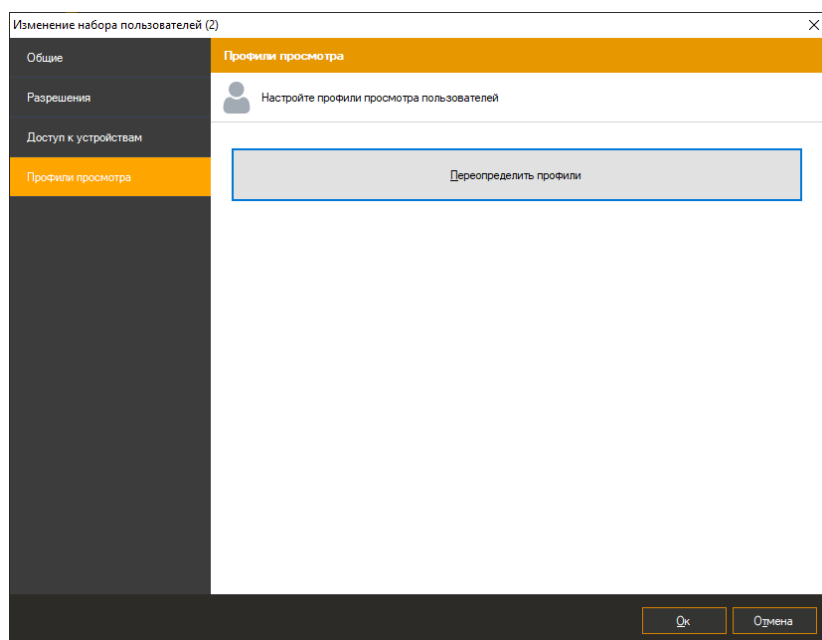 Изменение набора пользователей (2)
Общие
Разрешения
Доступ к устройствам
Профили просмотра
Профили просмотра
Настройте профили просмотра пользователей
Переопределить профили
Ок
Отмена